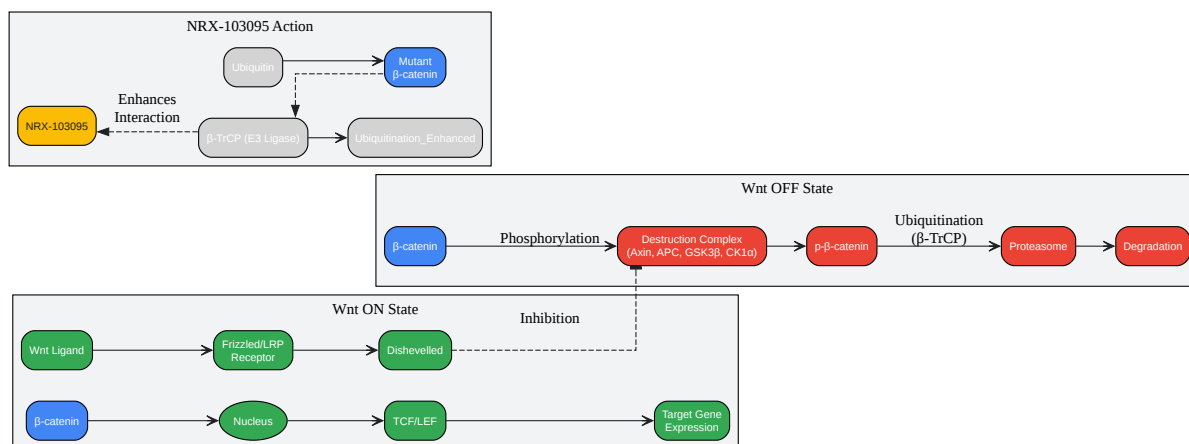 NRX-103095 Action
Ubiquitin
Mutant
β-catenin
Enhances
Interaction
NRX-103095
β-TrCP (E3 Ligase)
Ubiquitination_Enhanced
Wnt OFF State
β-catenin
Phosphorylation
Destruction Complex
(Axin, APC, GSK3β, CK1α)
p-β-catenin
Ubiquitination
(β-TrCP)
Proteasome
Degradation
Wnt ON State
Inhibition
Wnt Ligand
Frizzled/LRP
Receptor
Dishevelled
β-catenin
Nucleus
TCF/LEF
Target Gene
Expression